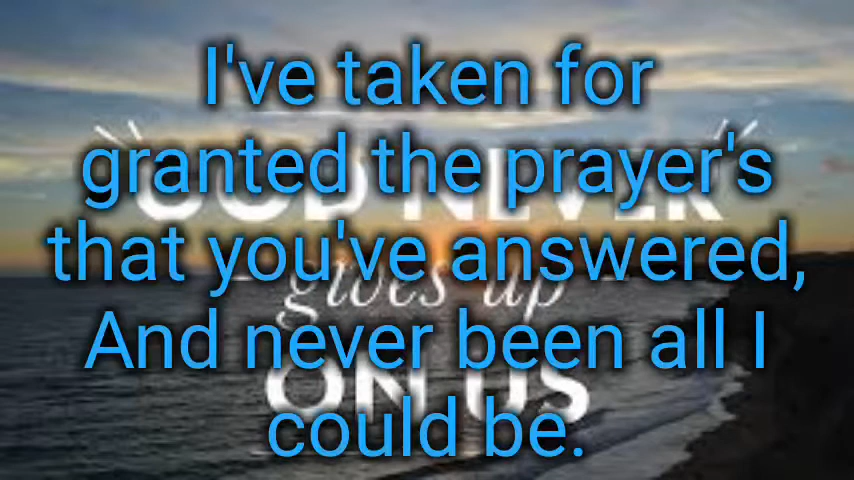 I've taken for
granted the prayer's
that you've answered,
And never been all I
could be.
GOD NEVER
gives up
ON US